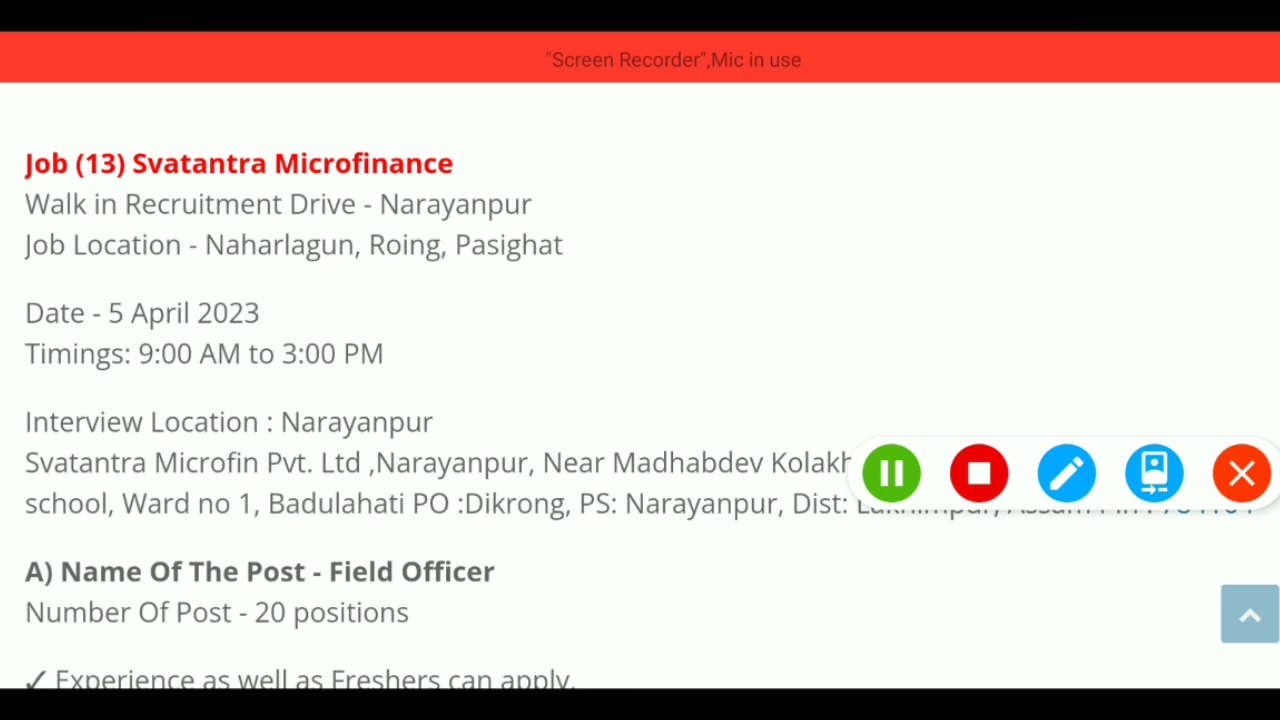 "Screen Recorder",Mic in use
Job (13) Svatantra Microfinance
Walk in Recruitment Drive - Narayanpur
Job Location - Naharlagun, Roing, Pasighat
Date - 5 April 2023
Timings: 9:00 AM to 3:00 PM
Interview Location : Narayanpur
Svatantra Microfin Pvt. Ltd ,Narayanpur, Near Madhabdev
school, Ward no 1, Badulahati PO :Dikrong, PS: Narayanpur, Dist:
A) Name Of The Post - Field Officer
Number Of Post - 20 positions
✓ Experience as well as Freshers can apply.